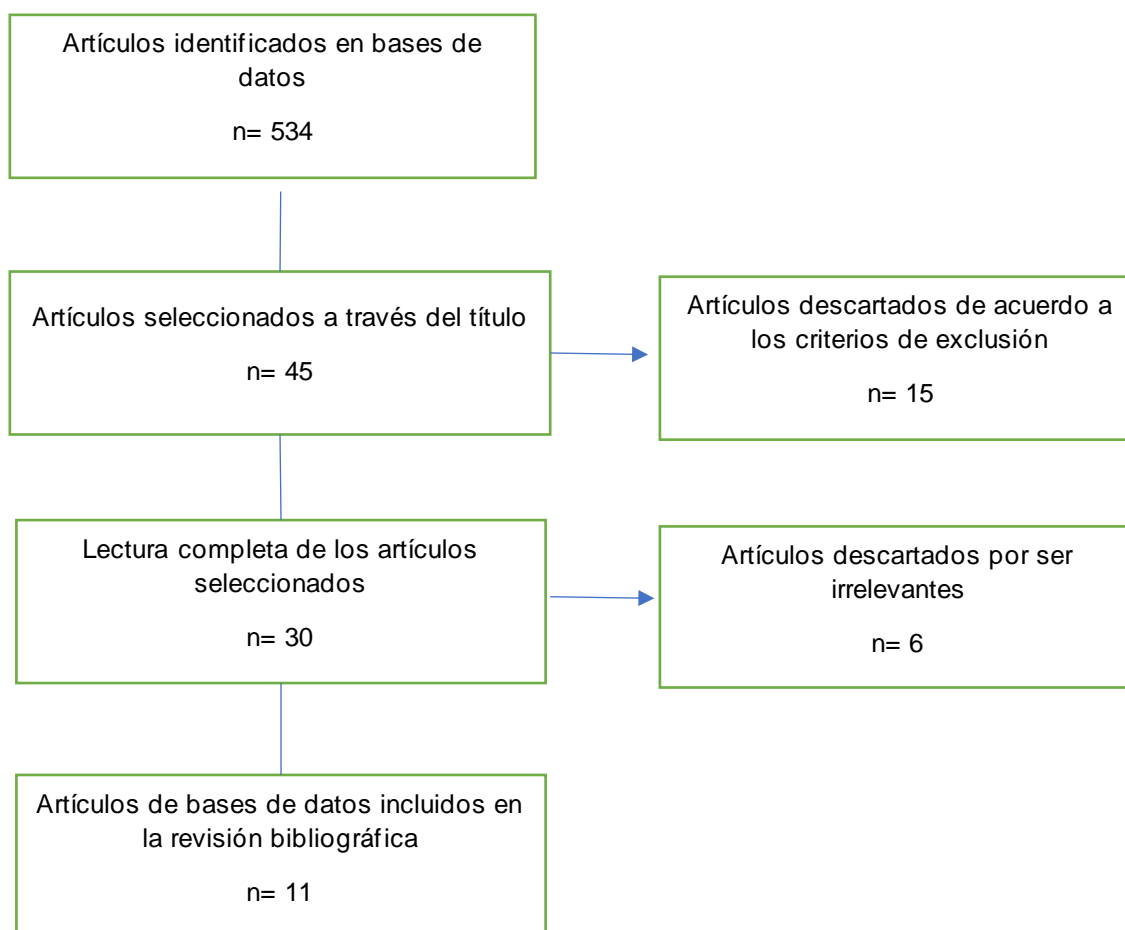 Artículos identificados en bases de
datos
n= 534
Artículos seleccionados a través del título
n= 45
Artículos descartados de acuerdo a
los criterios de exclusión
n= 15
Lectura completa de los artículos
seleccionados
n= 30
Artículos descartados por ser
irrelevantes
n= 6
Artículos de bases de datos incluidos en
la revisión bibliográfica
n= 11